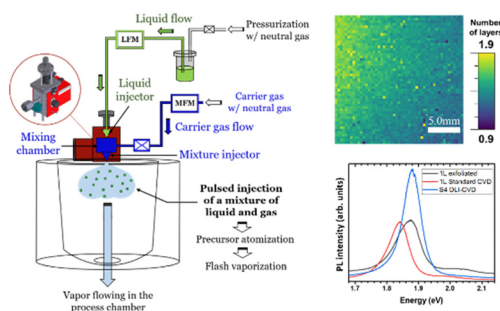 Liquid flow
LFM
Pressurization
w/ neutral gas
Liquid
injector
MFM
Carrier gas
w/ neutral gas
Carrier gas flow
Mixing
chamber
Mixture injector
Pulsed injection
of a mixture of
liquid and gas
Precursor atomization
Flash vaporization
Vapor flowing in the
process chamber
Number
of layers
1.9
0.9
5.0mm
1L exfoliated
1L Standard CVD
S4 DLI-CVD
PL intensity (arb. units)
1.7
1.8
1.9
2.0
2.1
Energy (eV)